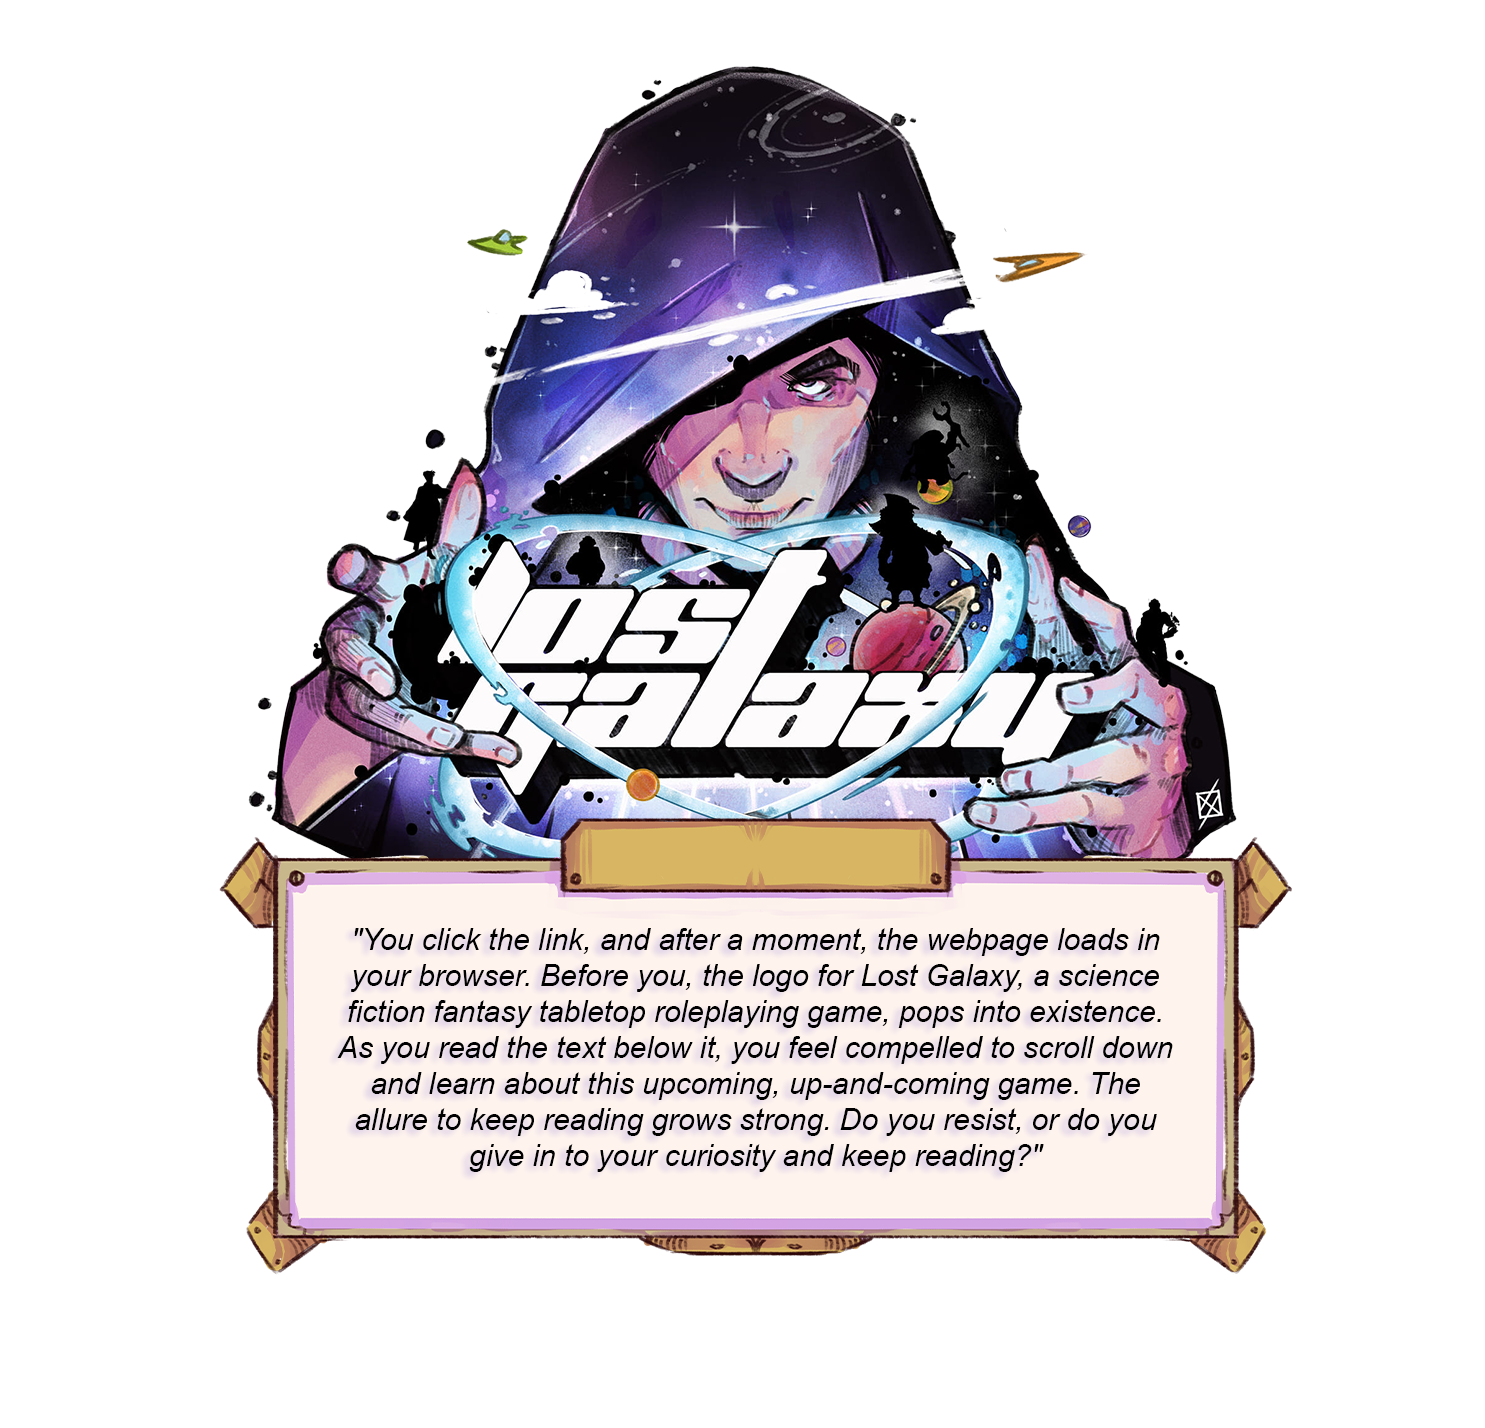 lost
galaxy
"You click the link, and after a moment, the webpage loads in
your browser. Before you, the logo for Lost Galaxy, a science
fiction fantasy tabletop roleplaying game, pops into existence.
As you read the text below it, you feel compelled to scroll down
and learn about this upcoming, up-and-coming game. The
allure to keep reading grows strong. Do you resist, or do you
give in to your curiosity and keep reading?"